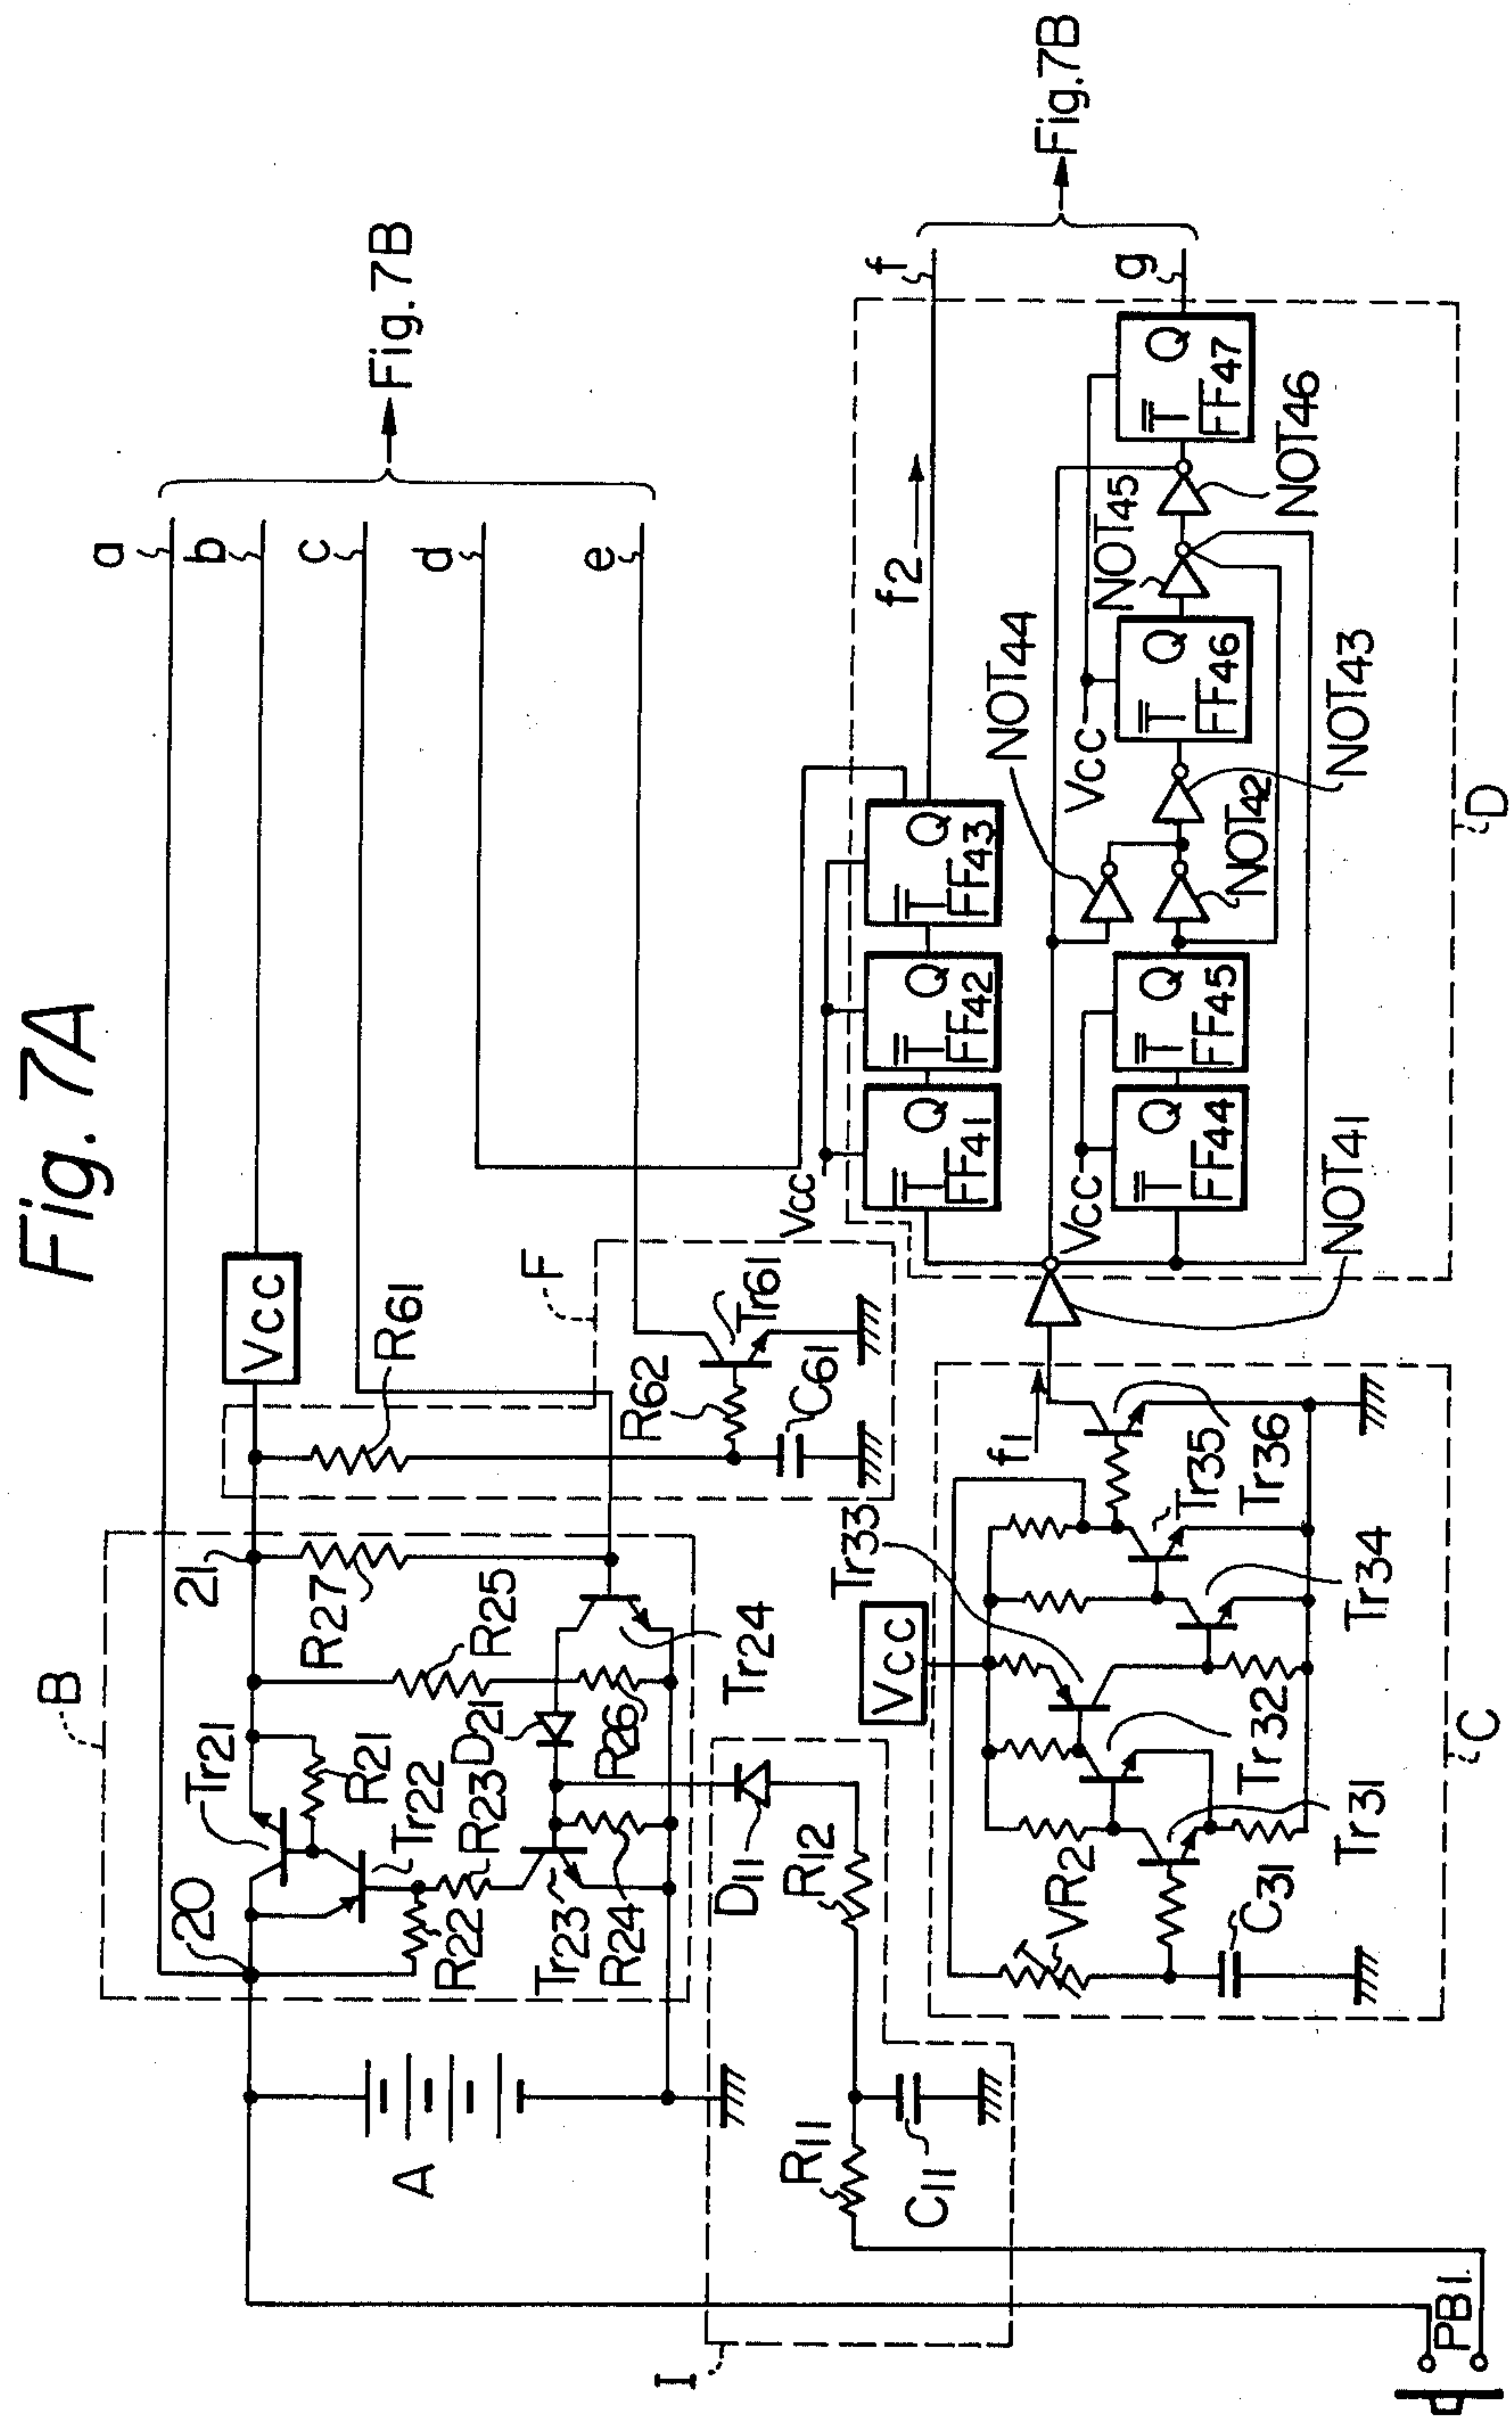 Fig. 7A
a
b
c
d
e
Fig.7B
Vcc
B
20
21
Tr21
R21
Tr22
R22
R23
Tr23
R24
D21
R25
R26
R27
Tr24
A
F
R61
R62
Tr61
C61
I
R11
C11
R12
D11
PB1
Vcc
C
VR2
C31
Tr31
Tr32
Tr33
Tr34
Tr35
Tr36
f1
NOT41
D
Vcc
T Q
FF41
T Q
FF42
T Q
FF43
f2
f
g
Fig.7B
Vcc
T Q
FF44
T Q
FF45
NOT42
NOT43
NOT44
Vcc
T Q
FF46
NOT45
NOT46
T Q
FF47